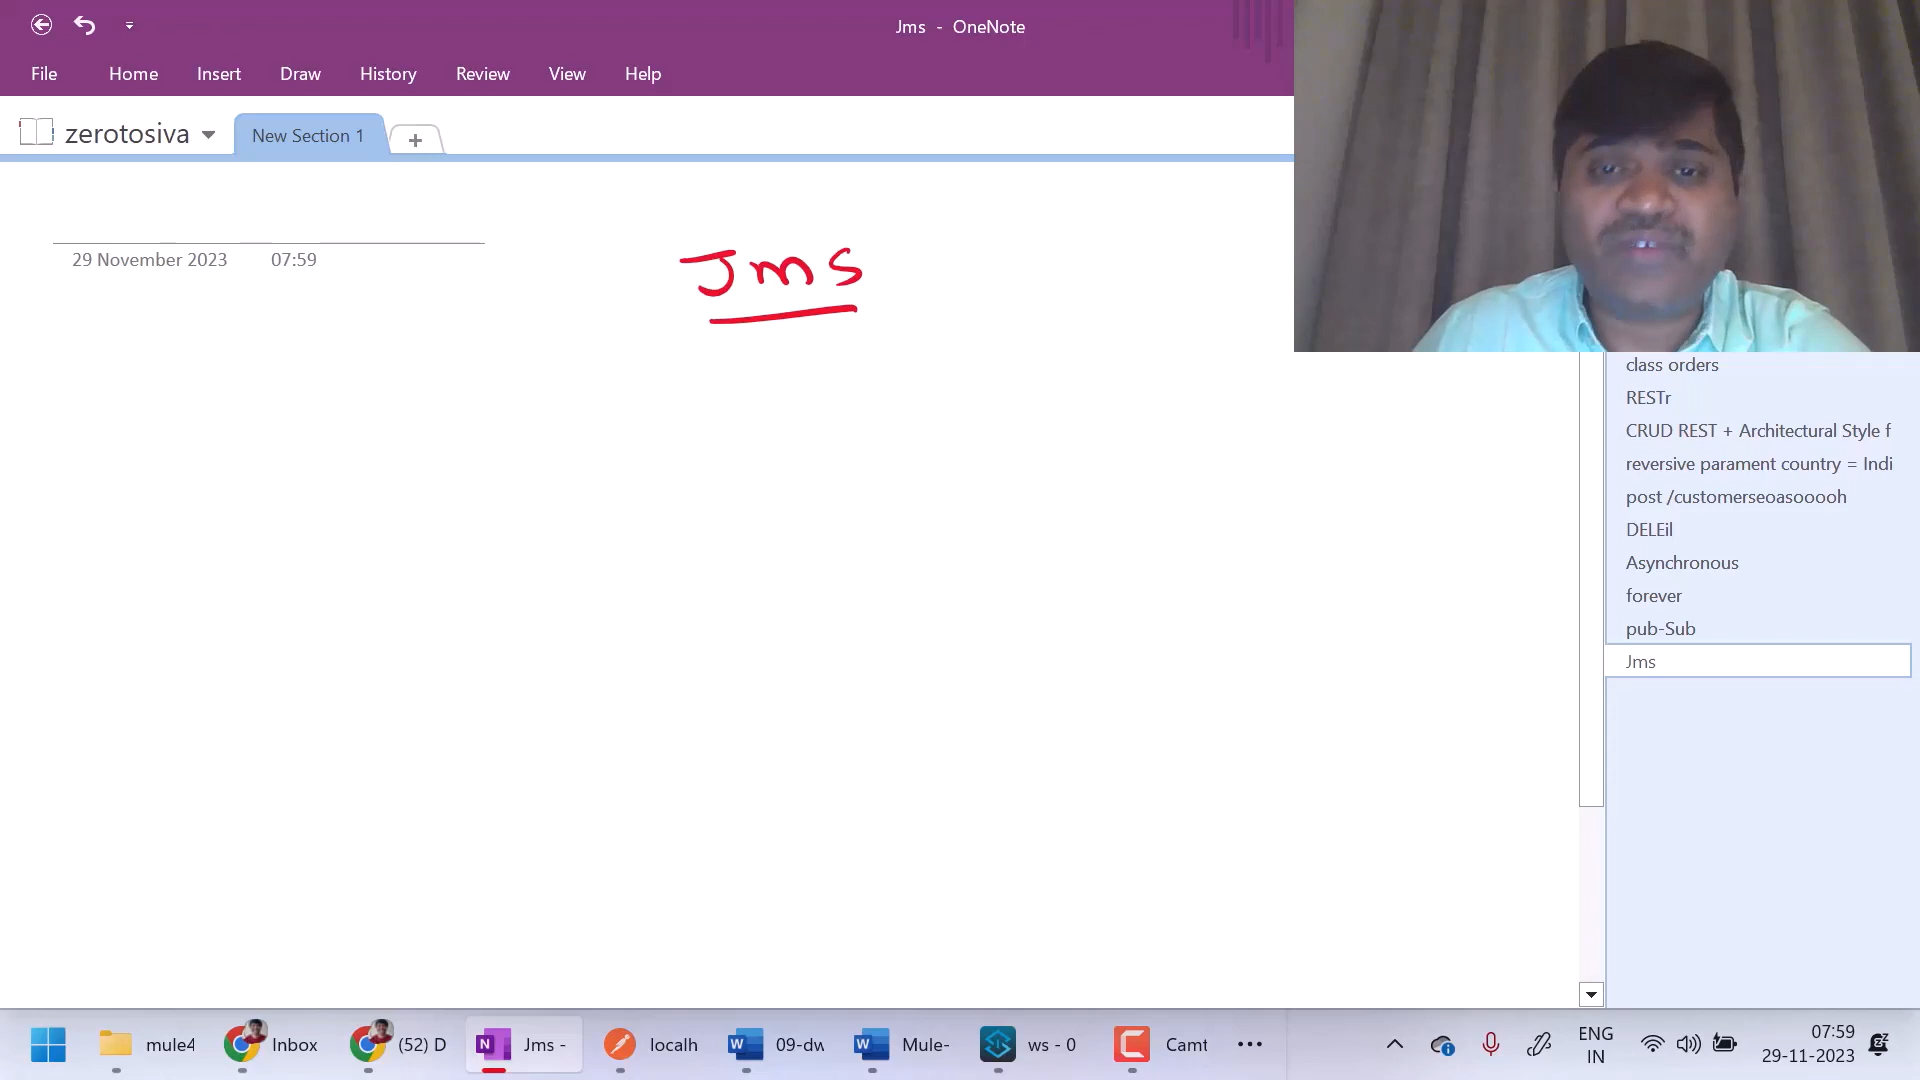 Jms - OneNote
File Home Insert Draw History Review View Help
zerotosiva New Section 1 +
29 November 2023 07:59
Jms
class orders
RESTr
CRUD REST + Architectural Style f
reversive parament country = Indi
post /customerseoasooooh
DELEil
Asynchronous
forever
pub-Sub
Jms
mule4 Inbox (52) D N Jms - localh W 09-dw W Mule- ws - 0 C Camt ... ENG IN 07:59 29-11-2023